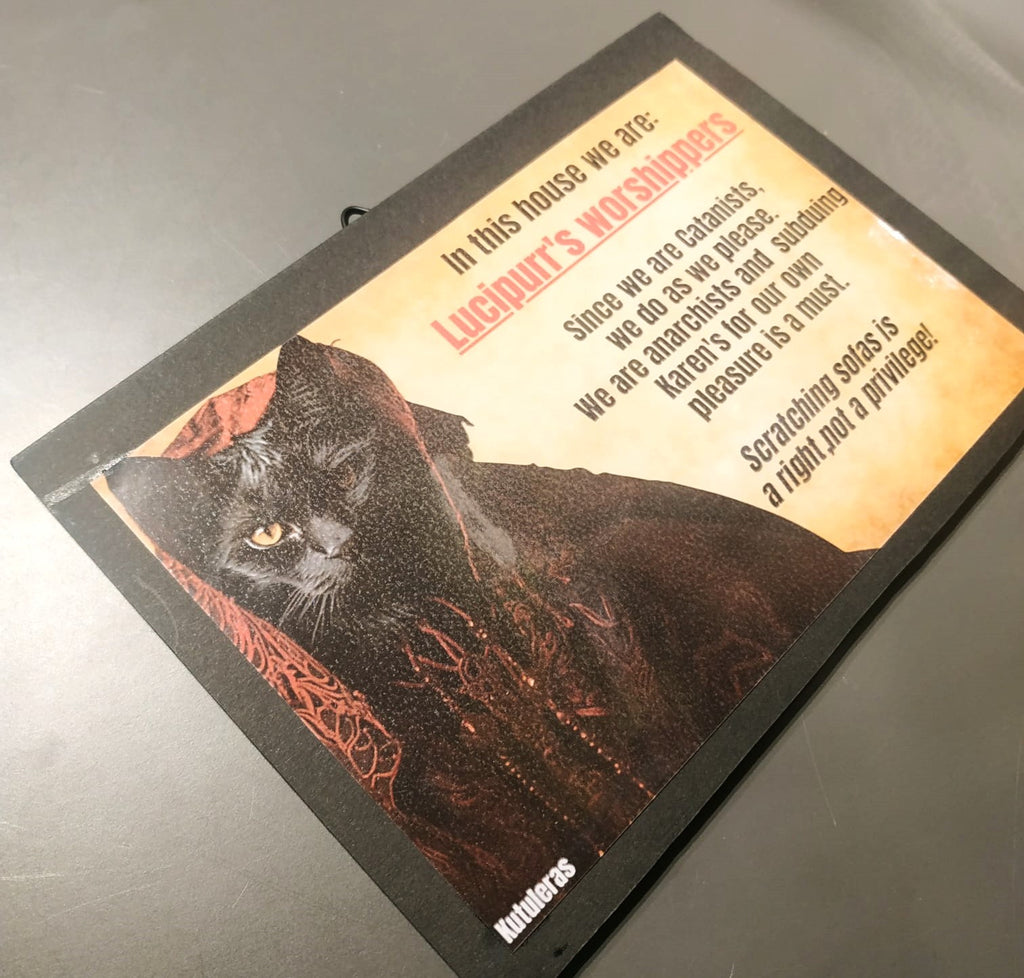 In this house we are:
Lucipurr's worshippers
Since we are Catanists,
we do as we please.
We are anarchists and subduing
Karen's for our own
pleasure is a must.
Scratching sofas is
a right,not a privilege!
Kutuleras